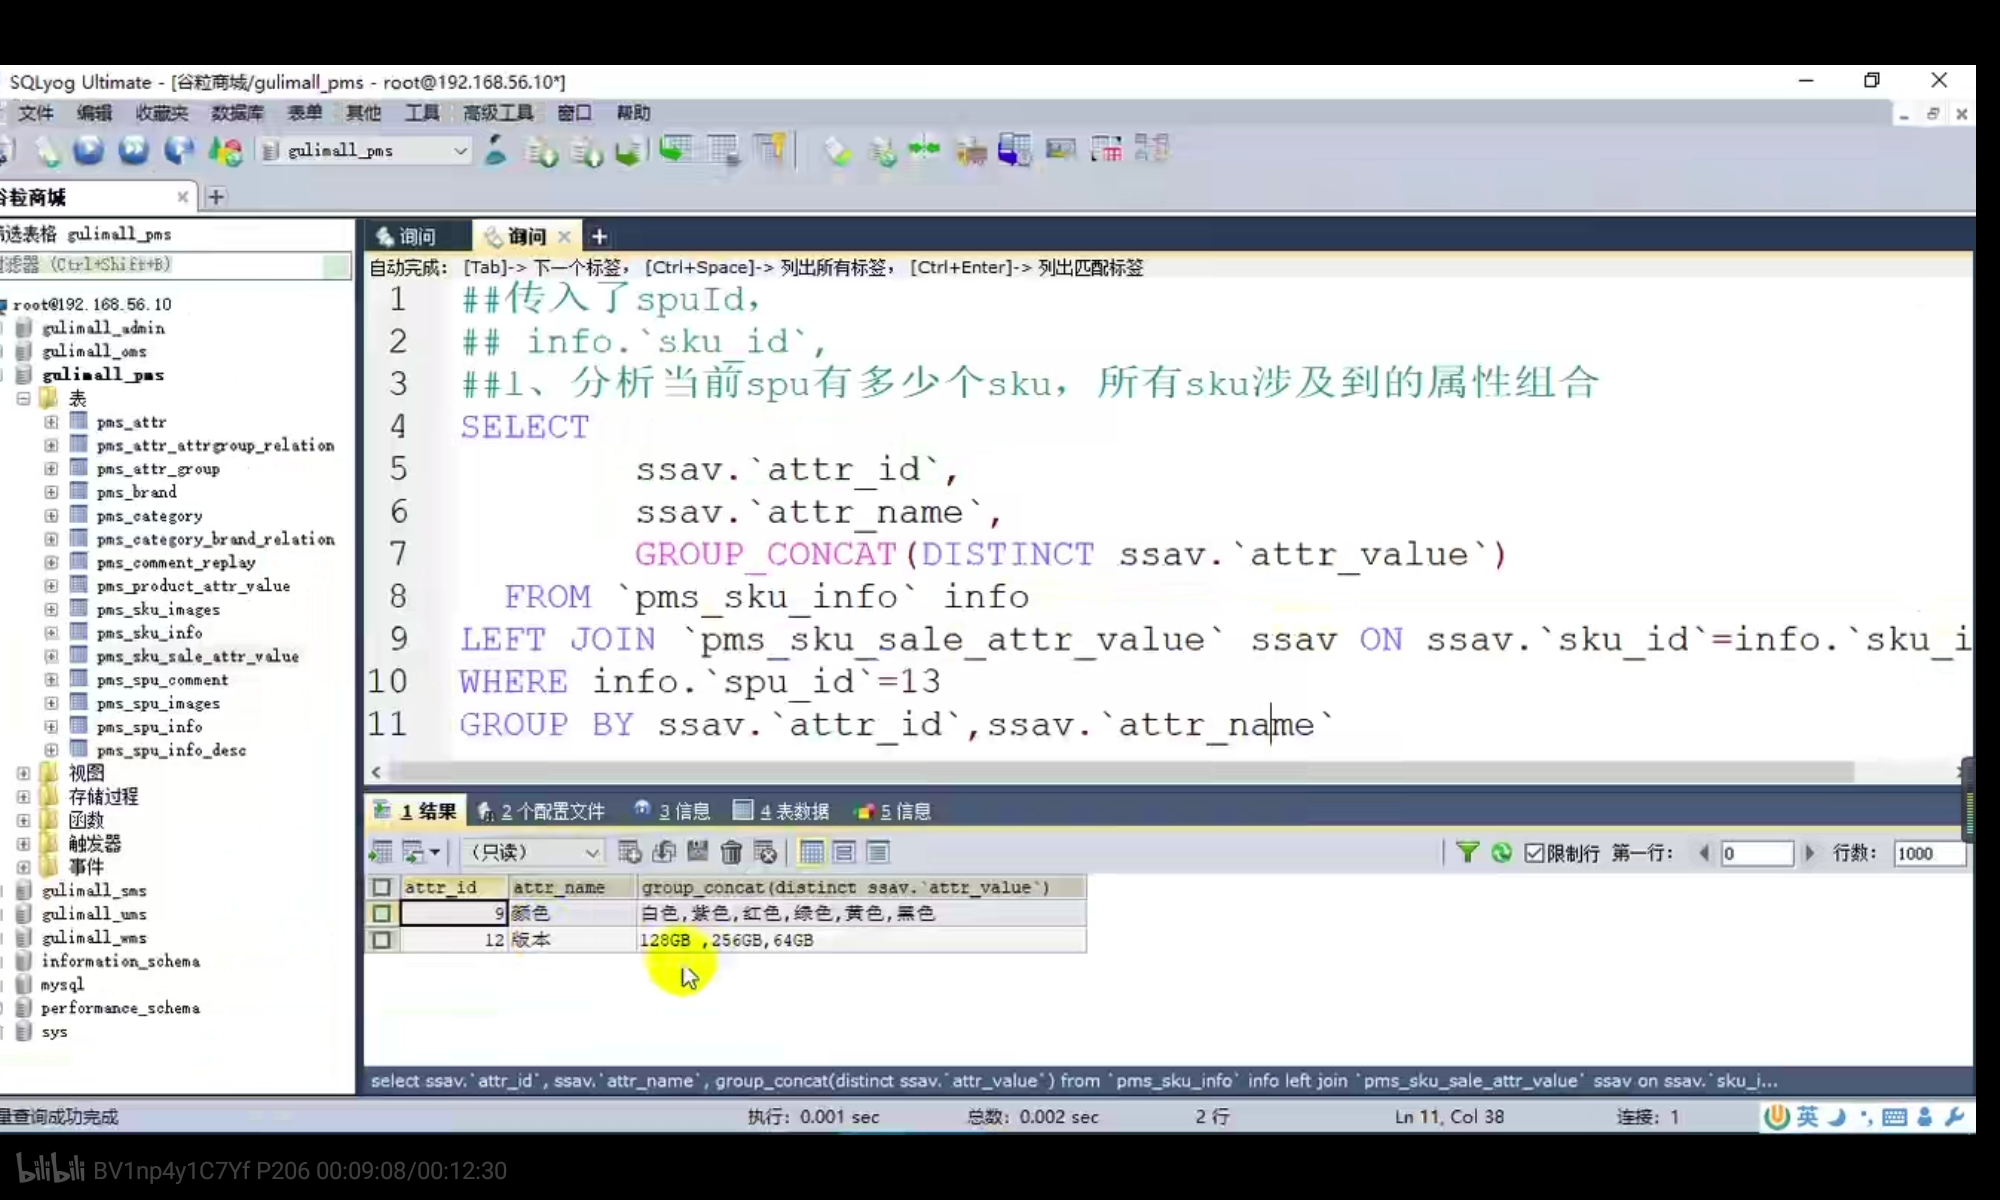 SQLyog Ultimate - [谷粒商城/gulimall_pms - root@192.168.56.10*]
文件 编辑 收藏夹 数据库 表单 其他 工具 高级工具 窗口 帮助
gulimall_pms
谷粒商城
筛选表格 gulimall_pms
过滤器 (Ctrl+Shift+B)
root@192.168.56.10
gulimall_admin
gulimall_oms
gulimall_pms
表
pms_attr
pms_attr_attrgroup_relation
pms_attr_group
pms_brand
pms_category
pms_category_brand_relation
pms_comment_replay
pms_product_attr_value
pms_sku_images
pms_sku_info
pms_sku_sale_attr_value
pms_spu_comment
pms_spu_images
pms_spu_info
pms_spu_info_desc
视图
存储过程
函数
触发器
事件
gulimall_sms
gulimall_ums
gulimall_wms
information_schema
mysql
performance_schema
sys
询问 询问
自动完成: [Tab]-> 下一个标签, [Ctrl+Space]-> 列出所有标签, [Ctrl+Enter]-> 列出匹配标签
1 ##传入了spuId,
2 ## info.`sku_id`,
3 ##1、分析当前spu有多少个sku，所有sku涉及到的属性组合
4 SELECT
5 ssav.`attr_id`,
6 ssav.`attr_name`,
7 GROUP_CONCAT(DISTINCT ssav.`attr_value`)
8 FROM `pms_sku_info` info
9 LEFT JOIN `pms_sku_sale_attr_value` ssav ON ssav.`sku_id`=info.`sku_i
10 WHERE info.`spu_id`=13
11 GROUP BY ssav.`attr_id`,ssav.`attr_name`
1 结果 2 个配置文件 3 信息 4 表数据 5 信息
(只读) 限制行 第一行: 0 行数: 1000
attr_id attr_name group_concat(distinct ssav.`attr_value`)
9 颜色 白色,紫色,红色,绿色,黄色,黑色
12 版本 128GB ,256GB,64GB
select ssav.`attr_id`, ssav.`attr_name`, group_concat(distinct ssav.`attr_value`) from `pms_sku_info` info left join `pms_sku_sale_attr_value` ssav on ssav.`sku_i...
量查询成功完成 执行: 0.001 sec 总数: 0.002 sec 2 行 Ln 11, Col 38 连接: 1 英
bilibili BV1np4y1C7Yf P206 00:09:08/00:12:30